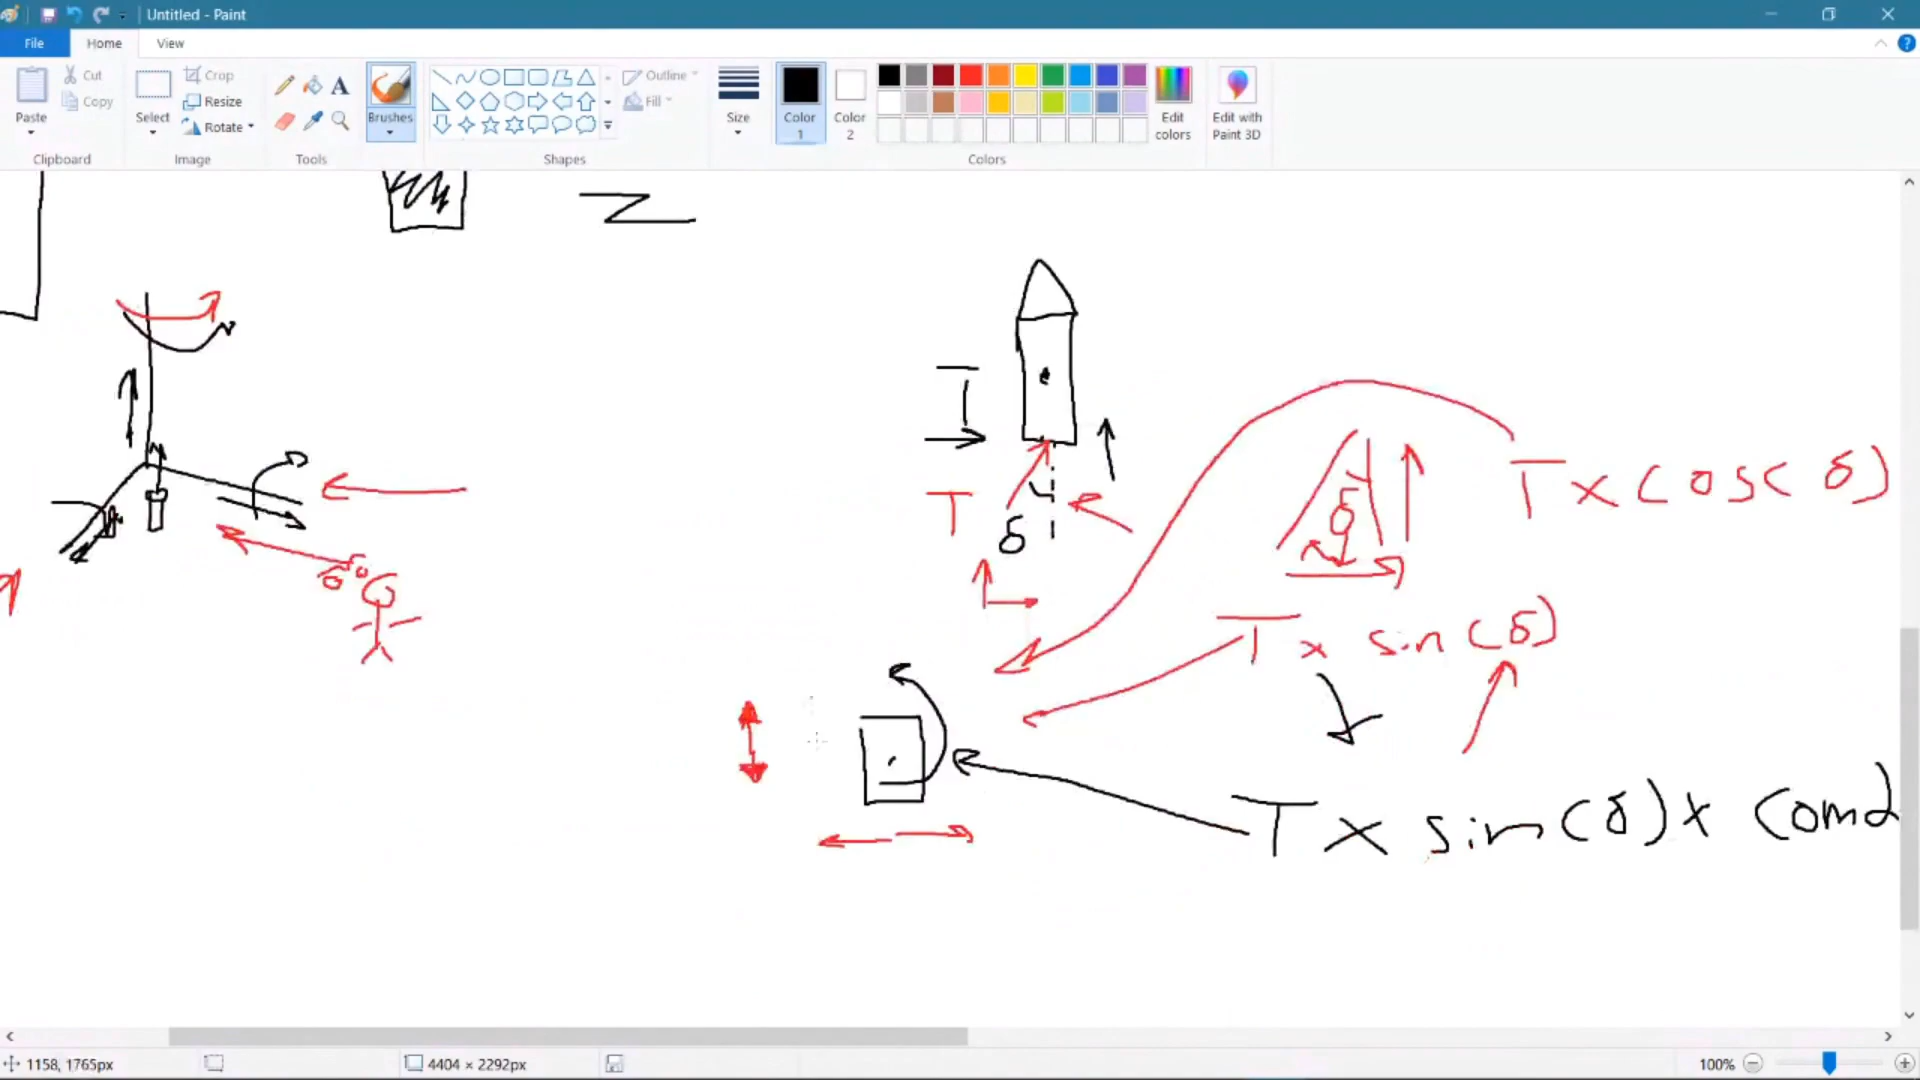 Untitled - Paint
File Home View
Paste
Cut
Copy
Clipboard
Select
Crop
Resize
Rotate
Image
Tools
Brushes
Shapes
Outline
Fill
Size
Color 1
Color 2
Edit colors
Colors
Edit with Paint 3D
T
T
δ
δ
T x cos(δ)
T x sin(δ)
T x sin(δ) x com2
1158, 1765px
4404 × 2292px
100%